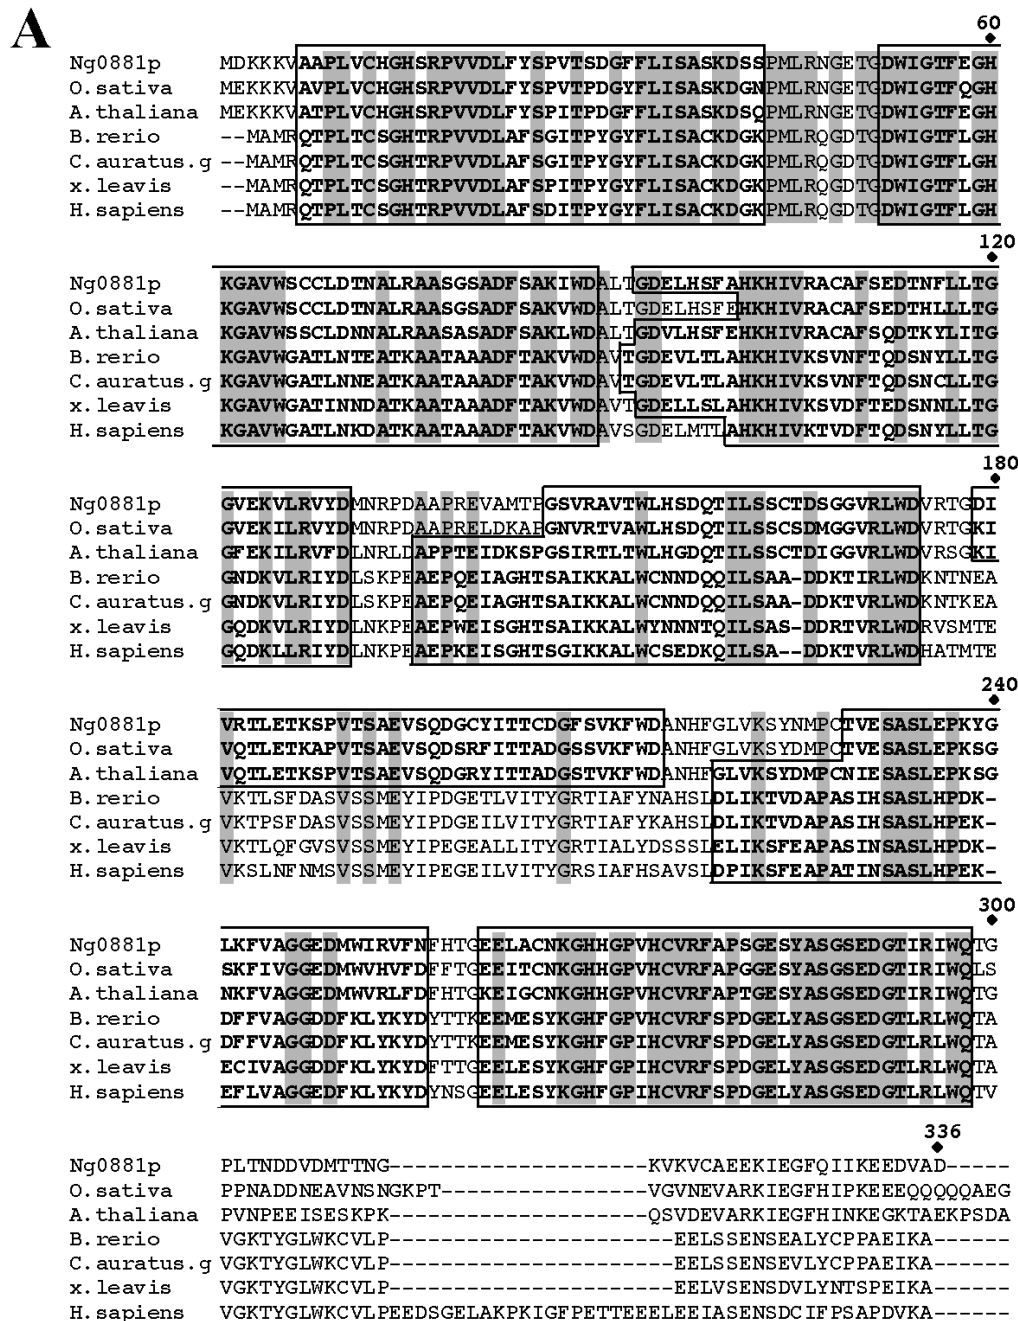 A
60
Ng0881p MDKKKVAAPLVCHGHSRPVVDLFYSPVTSDGFFLISASKDSSPMLRNGETGDWIGTFEGH
O.sativa MEKKKVAVPLVCHGHSRPVVDLFYSPVTPDGYFLISASKDGNPMLRNGETGDWIGTFQGH
A.thaliana MEKKKVATPLVCHGHSRPVVDLFYSPITPDGFFLISASKDSQPMLRNGETGDWIGTFEGH
B.rerio --MAMRQTPLTCSGHTRPVVDLAFSGITPYGYFLISACKDGKPMLRQGDTGDWIGTFLGH
C.auratus.g --MAMRQTPLTCSGHTRPVVDLAFSGITPYGYFLISACKDGKPMLRQGDTGDWIGTFLGH
x.leavis --MAMRQTPLTCSGHTRPVVDLAFSPITPYGYFLISACKDGKPMLRQGDTGDWIGTFLGH
H.sapiens --MAMRQTPLTCSGHTRPVVDLAFSDITPYGYFLISACKDGKPMLRQGDTGDWIGTFLGH
120
Ng0881p KGAVWSCCLDTNALRAASGSADFSAKIWDALTGDELHSFAHKHIVRACAFSEDTNFLLTG
O.sativa KGAVWSCCLDTNALRAASGSADFSAKVWDALTGDELHSFEHKHIVRACAFSEDTHLLLTG
A.thaliana KGAVWSSCLDNNALRAASASADFSAKLWDALTGDVLHSFEHKHIVRACAFSQDTKYLITG
B.rerio KGAVWGATLNTEATKAATAAADFTAKVWDAVTGDEVLTLAHKHIVKSVNFTQDSNYLLTG
C.auratus.g KGAVWGATLNNEATKAATAAADFTAKVWDAVTGDEVLTLAHKHIVKSVNFTQDSNCLLTG
x.leavis KGAVWGATINNDATKAATAAADFTAKVWDAVTGDELLSLAHKHIVKSVDFTEDSNNLLTG
H.sapiens KGAVWGATLNKDATKAATAAADFTAKVWDAVSGDELMTLAHKHIVKTVDFTQDSNYLLTG
180
Ng0881p GVEKVLRVYDMNRPDAAPREVAMTPGSVRAVTWLHSDQTILSSCTDSGGVRLWDVRTGDI
O.sativa GVEKILRVYDMNRPDAAPRELDKAPGNVRTVAWLHSDQTILSSCSDMGGVRLWDVRTGKI
A.thaliana GFEKILRVFDLNRLDAPPTEIDKSPGSIRTLTWLHGDQTILSSCTDIGGVRLWDVRSGKI
B.rerio GNDKVLRIYDLSKPEAEPQEIAGHTSAIKKALWCNNDQQILSAA-DDKTIRLWDKNTNEA
C.auratus.g GNDKVLRIYDLSKPEAEPQEIAGHTSAIKKALWCNNDQQILSAA-DDKTVRLWDKNTKEA
x.leavis GQDKVLRIYDLNKPEAEPWEISGHTSAIKKALWYNNNTQILSAS-DDRTVRLWDRVSMTE
H.sapiens GQDKLLRIYDLNKPEAEPKEISGHTSGIKKALWCSEDKQILSA--DDKTVRLWDHATMTE
240
Ng0881p VRTLETKSPVTSAEVSQDGCYITTCDGFSVKFWDANHFGLVKSYNMPCTVESASLEPKYG
O.sativa VQTLETKAPVTSAEVSQDSRFITTADGSSVKFWDANHFGLVKSYDMPCTVESASLEPKSG
A.thaliana VQTLETKSPVTSAEVSQDGRYITTADGSTVKFWDANHFGLVKSYDMPCNIESASLEPKSG
B.rerio VKTLSFDASVSSMEYIPDGETLVITYGRTIAFYNAHSLDLIKTVDAPASIHSASLHPDK-
C.auratus.g VKTPSFDASVSSMEYIPDGEILVITYGRTIAFYKAHSLDLIKTVDAPASIHSASLHPEK-
x.leavis VKTLQFGVSVSSMEYIPEGEALLITYGRTIALYDSSSLELIKSFEAPASINSASLHPDK-
H.sapiens VKSLNFNMSVSSMEYIPEGEILVITYGRSIAFHSAVSLDPIKSFEAPATINSASLHPEK-
300
Ng0881p LKFVAGGEDMWIRVFNFHTGEELACNKGHHGPVHCVRFAPSGESYASGSEDGTIRIWQTG
O.sativa SKFIVGGEDMWVHVFDFFTGEEITCNKGHHGPVHCVRFAPGGESYASGSEDGTIRIWQLS
A.thaliana NKFVAGGEDMWVRLFDFHTGKEIGCNKGHHGPVHCVRFAPTGESYASGSEDGTIRIWQTG
B.rerio DFFVAGGDDFKLYKYDYTTKEEMESYKGHFGPVHCVRFSPDGELYASGSEDGTLRLWQTA
C.auratus.g DFFVAGGDDFKLYKYDYTTKEEMESYKGHFGPIHCVRFSPDGELYASGSEDGTLRLWQTA
x.leavis ECIVAGGDDFKLYKYDFTTGEELESYKGHFGPIHCVRFSPDGELYASGSEDGTLRLWQTA
H.sapiens EFLVAGGDDFKLYKYDYNSGEELESYKGHFGPIHCVRFSPDGELYASGSEDGTLRLWQTV
336
Ng0881p PLTNDDVDMTTNG--------------------KVKVCAEEKIEGFQIIKEEDVAD-----
O.sativa PPNADDNEAVNSNGKPT----------------VGVNEVARKIEGFHIPKEEEQQQQQAEG
A.thaliana PVNPEEISESKPK--------------------QSVDEVARKIEGFHINKEGKTAEKPSDA
B.rerio VGKTYGLWKCVLP----------------------EELSSENSEALYCPPAEIKA------
C.auratus.g VGKTYGLWKCVLP----------------------EELSSENSEVLYCPPAEIKA------
x.leavis VGKTYGLWKCVLP----------------------EELVSENSDVLYNTSPEIKA------
H.sapiens VGKTYGLWKCVLPEEDSGELAKPKIGFPETTEEELEEIASENSDCIFPSAPDVKA------